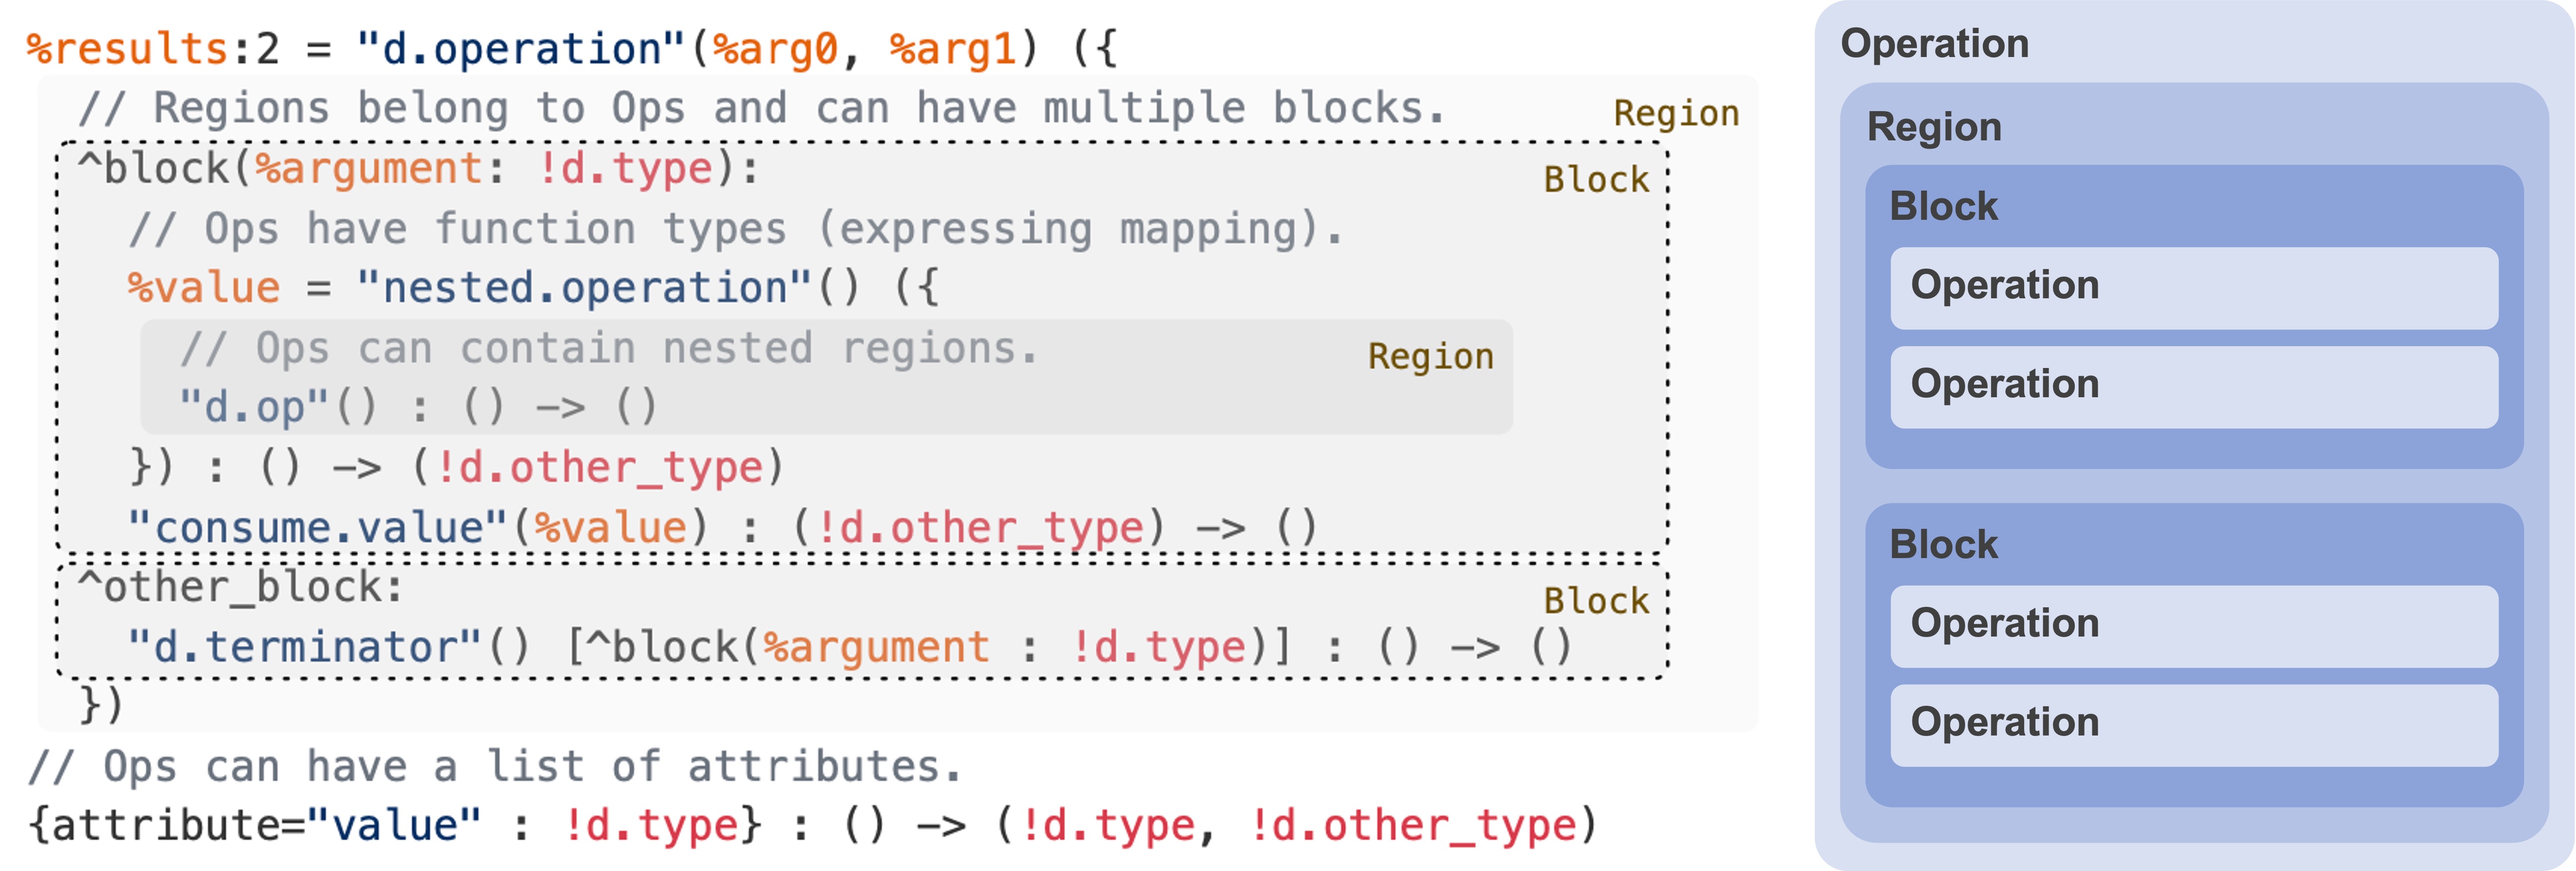 %results:2 = "d.operation"(%arg0, %arg1) ({
// Regions belong to Ops and can have multiple blocks.
Region
^block(%argument: !d.type):
Block
// Ops have function types (expressing mapping).
%value = "nested.operation"() ({
// Ops can contain nested regions.
Region
"d.op"() : () -> ()
}) : () -> (!d.other_type)
"consume.value"(%value) : (!d.other_type) -> ()
^other_block:
Block
"d.terminator"() [^block(%argument : !d.type)] : () -> ()
})
// Ops can have a list of attributes.
{attribute="value" : !d.type} : () -> (!d.type, !d.other_type)
Operation
Region
Block
Operation
Operation
Block
Operation
Operation